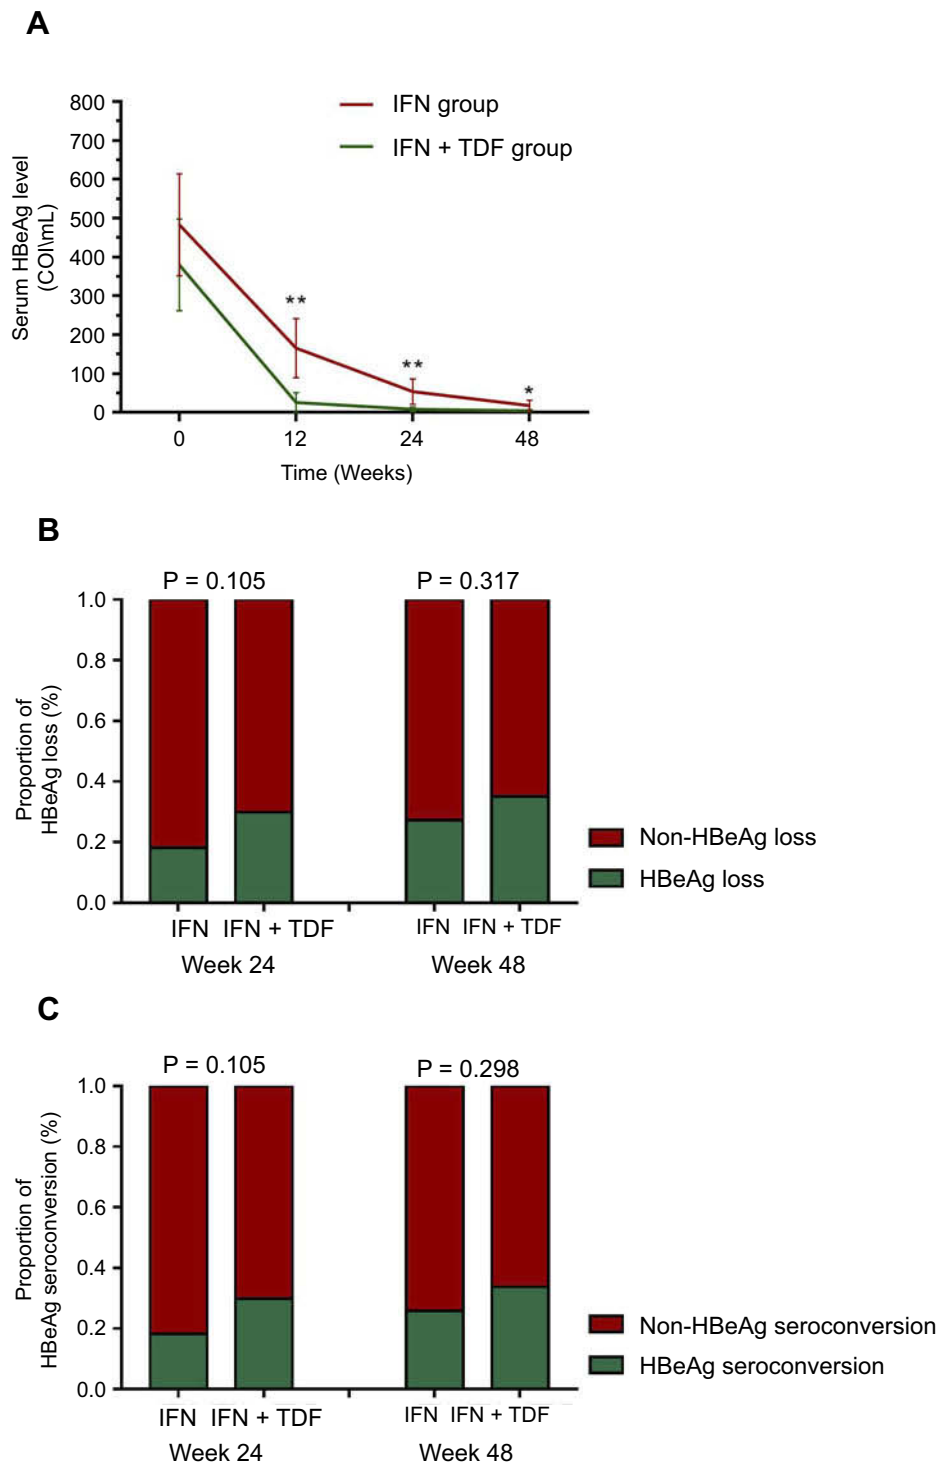 A
800
700
600
500
400
300
200
100
0
Serum HBeAg level
(COI\mL)
IFN group
IFN + TDF group
**
**
*
0 12 24 48
Time (Weeks)
B
P = 0.105 P = 0.317
1.0
0.8
0.6
0.4
0.2
0.0
Proportion of
HBeAg loss (%)
Non-HBeAg loss
HBeAg loss
IFN IFN + TDF IFN IFN + TDF
Week 24 Week 48
C
P = 0.105 P = 0.298
1.0
0.8
0.6
0.4
0.2
0.0
Proportion of
HBeAg seroconversion (%)
Non-HBeAg seroconversion
HBeAg seroconversion
IFN IFN + TDF IFN IFN + TDF
Week 24 Week 48